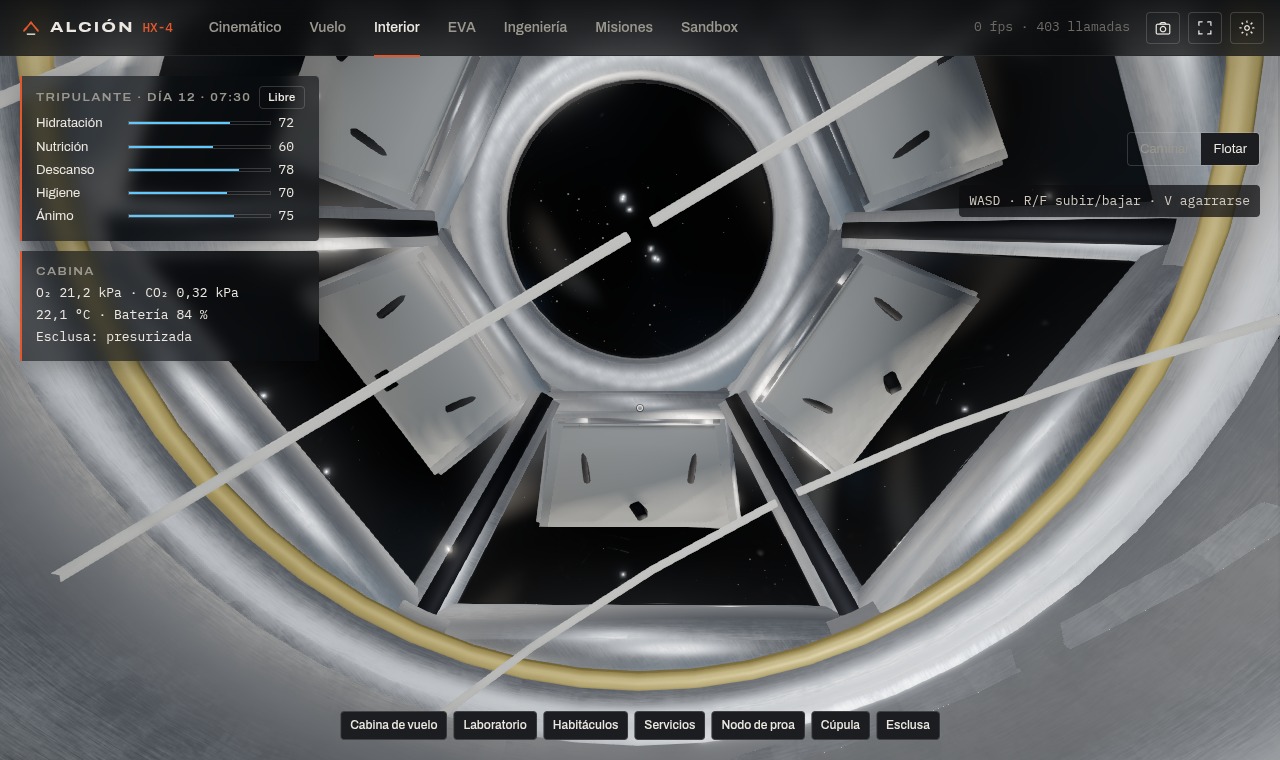 ALCIÓN HX-4 Cinemático Vuelo Interior EVA Ingeniería Misiones Sandbox 0 fps · 403 llamadas
TRIPULANTE · DÍA 12 · 07:30 Libre
Hidratación 72
Nutrición 60
Descanso 78
Higiene 70
Ánimo 75
CABINA
O₂ 21,2 kPa · CO₂ 0,32 kPa
22,1 °C · Batería 84 %
Esclusa: presurizada
Flotar
WASD · R/F subir/bajar · V agarrarse
Cabina de vuelo Laboratorio Habitáculos Servicios Nodo de proa Cúpula Esclusa